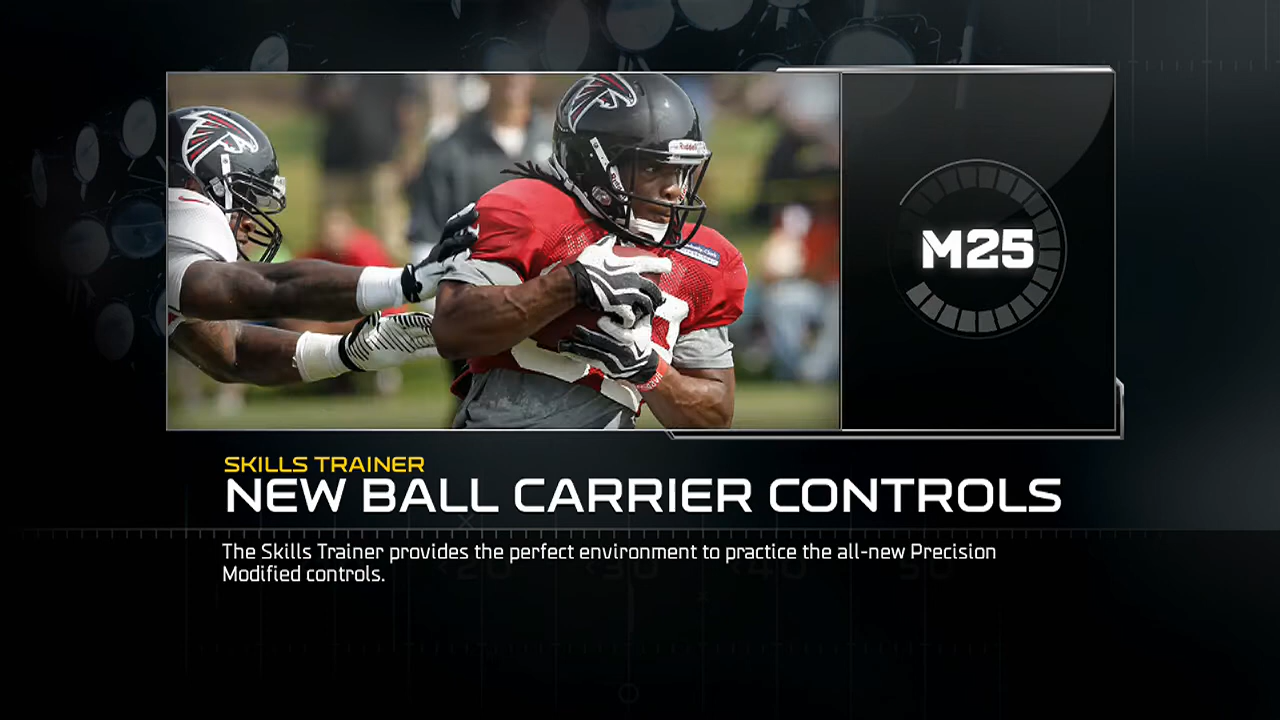 Riddell
M25
SKILLS TRAINER
NEW BALL CARRIER CONTROLS
The Skills Trainer provides the perfect environment to practice the all-new Precision
Modified controls.